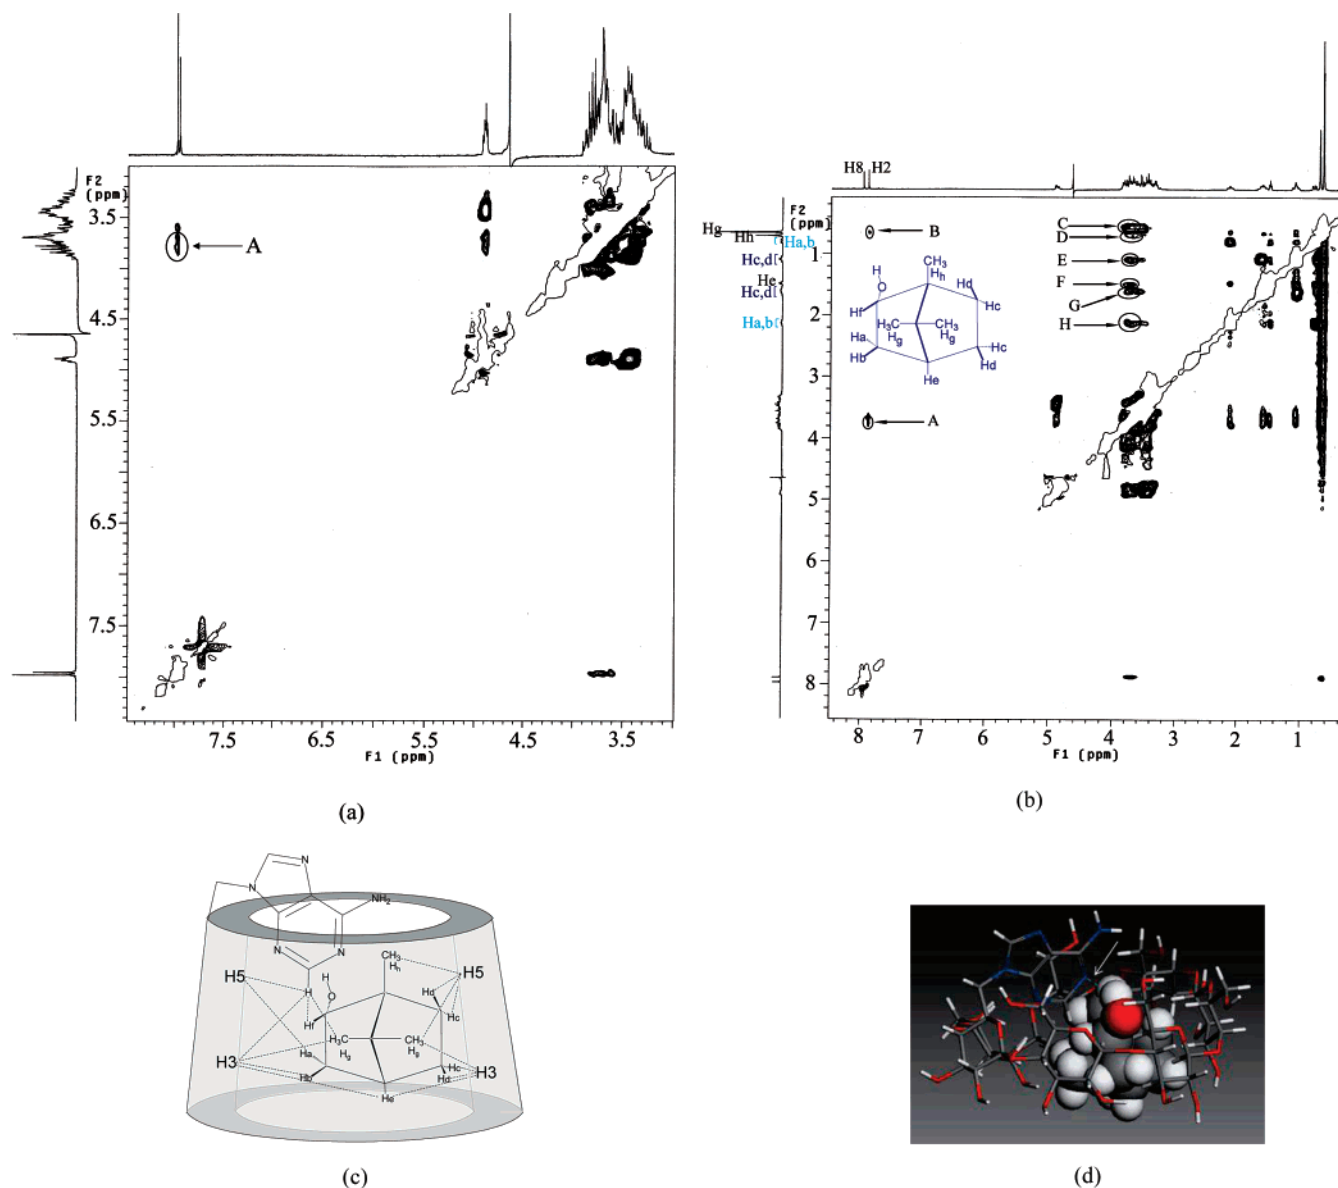 F2
(ppm)
3.5
4.5
5.5
6.5
7.5
A
7.5
6.5
5.5
4.5
3.5
F1 (ppm)
(a)
H8
H2
F2
(ppm)
Hg
Hh
Ha,b
Hc,d
He
Hc,d
Ha,b
1
2
3
4
5
6
7
8
B
C
D
E
F
G
H
A
H
O
CH3
Hh
Hd
Hc
Hf
H3C
CH3
Hg
Hg
Ha
Hb
Hc
Hd
He
8
7
6
5
4
3
2
1
F1 (ppm)
(b)
N
N
NH2
N
N
CH3
Hh
H5
H5
H
H
O
Hd
Hc
Hf
H3C
CH3
Hg
Hg
H3
Ha
Hb
Hc
Hd
H3
He
(c)
(d)